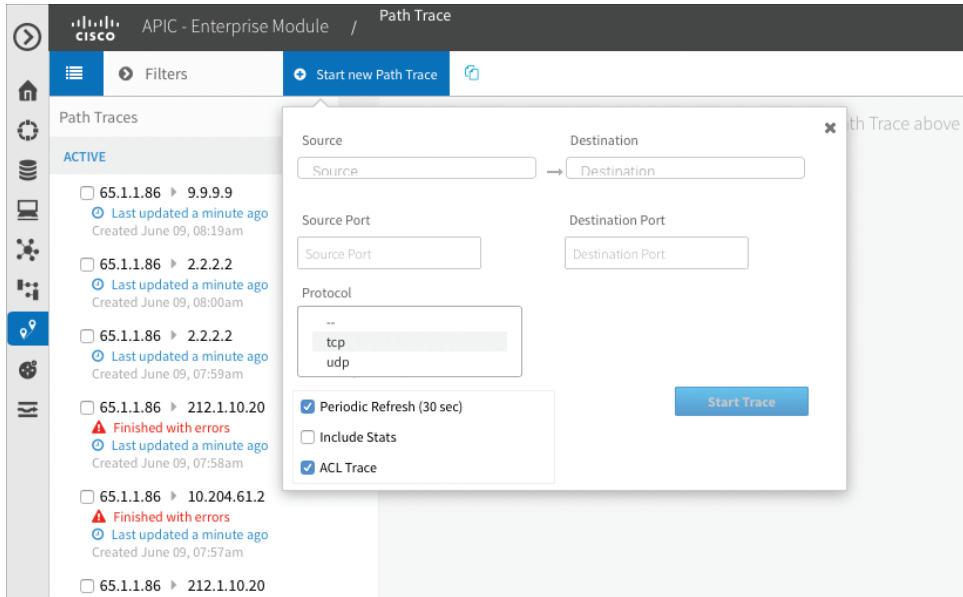 Path Trace
CISCO APIC - Enterprise Module /
Filters
Start new Path Trace
Path Traces
ACTIVE
65.1.1.86 9.9.9.9
Last updated a minute ago
Created June 09, 08:19am
65.1.1.86 2.2.2.2
Last updated a minute ago
Created June 09, 08:00am
65.1.1.86 2.2.2.2
Last updated a minute ago
Created June 09, 07:59am
65.1.1.86 212.1.10.20
Finished with errors
Last updated a minute ago
Created June 09, 07:58am
65.1.1.86 10.204.61.2
Finished with errors
Last updated a minute ago
Created June 09, 07:57am
65.1.1.86 212.1.10.20
Source
Destination
Source
Destination
Source Port
Destination Port
Source Port
Destination Port
Protocol
--
tcp
udp
Periodic Refresh (30 sec)
Include Stats
ACL Trace
Start Trace
th Trace above